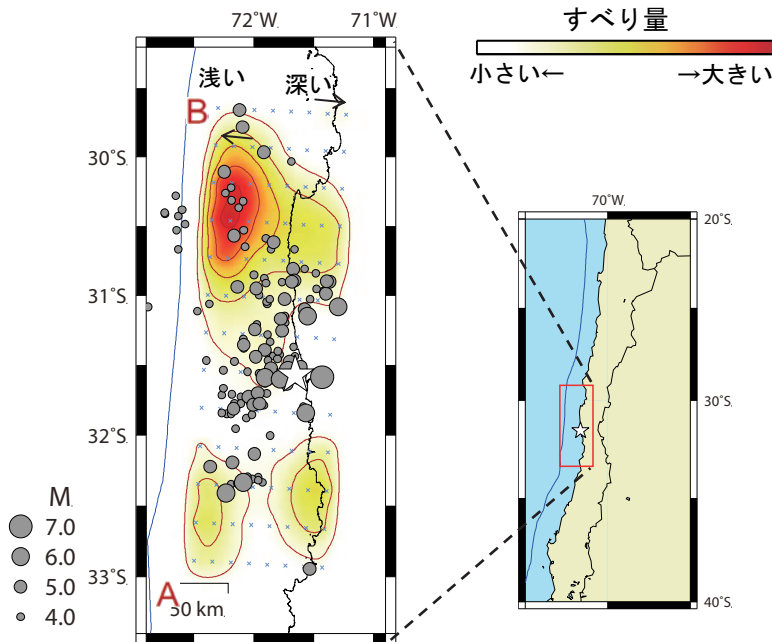 72˚W.
71˚W.
すべり量
小さい←
→大きい
浅い
深い
B
30˚S.
31˚S.
32˚S.
33˚S.
A
50 km.
M.
7.0
6.0
5.0
4.0
70˚W.
20˚S.
30˚S.
40˚S.